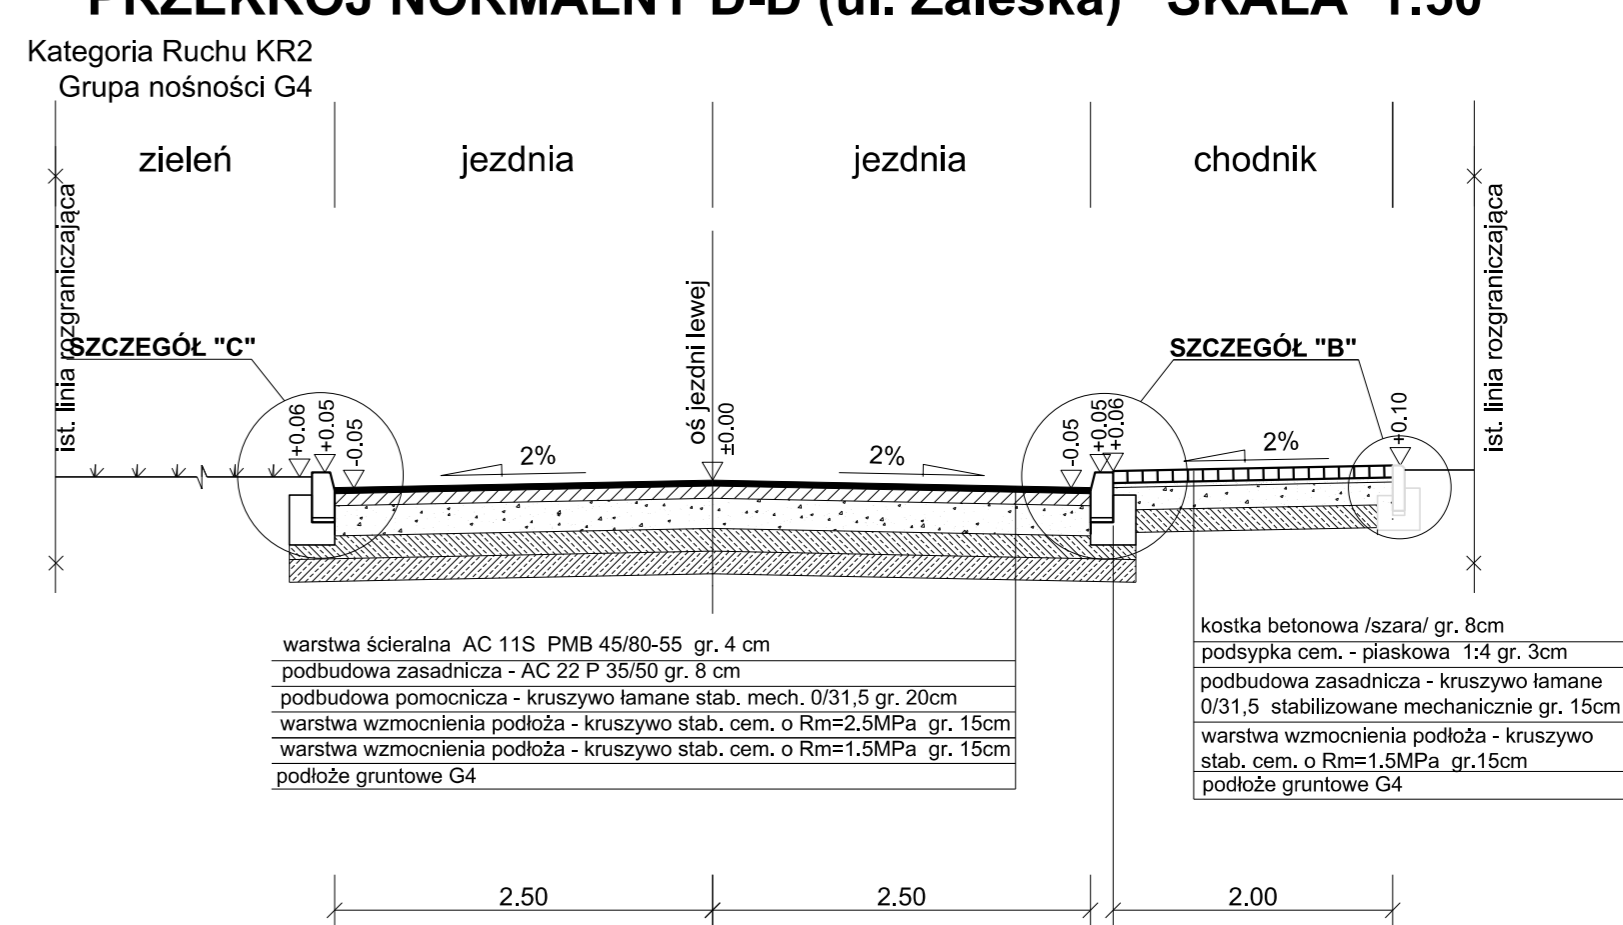 PRZEKRÓJ NORMALNY D-D (ul. Zaleska) SKALA 1:50
Kategoria Ruchu KR2
Grupa nośności G4
zieleń
jezdnia
jezdnia
chodnik
ist. linia rozgraniczająca
SZCZEGÓŁ "C"
oś jezdni lewej
SZCZEGÓŁ "B"
ist. linia rozgraniczająca
+0.06
+0.05
-0.05
2%
±0.00
2%
-0.05
+0.05
+0.06
2%
+0.10
warstwa ścieralna AC 11S PMB 45/80-55 gr. 4 cm
podbudowa zasadnicza - AC 22 P 35/50 gr. 8 cm
podbudowa pomocnicza - kruszywo łamane stab. mech. 0/31,5 gr. 20cm
warstwa wzmocnienia podłoża - kruszywo stab. cem. o Rm=2.5MPa gr. 15cm
warstwa wzmocnienia podłoża - kruszywo stab. cem. o Rm=1.5MPa gr. 15cm
podłoże gruntowe G4
kostka betonowa /szara/ gr. 8cm
podsypka cem. - piaskowa 1:4 gr. 3cm
podbudowa zasadnicza - kruszywo łamane
0/31,5 stabilizowane mechanicznie gr. 15cm
warstwa wzmocnienia podłoża - kruszywo
stab. cem. o Rm=1.5MPa gr.15cm
podłoże gruntowe G4
2.50
2.50
2.00